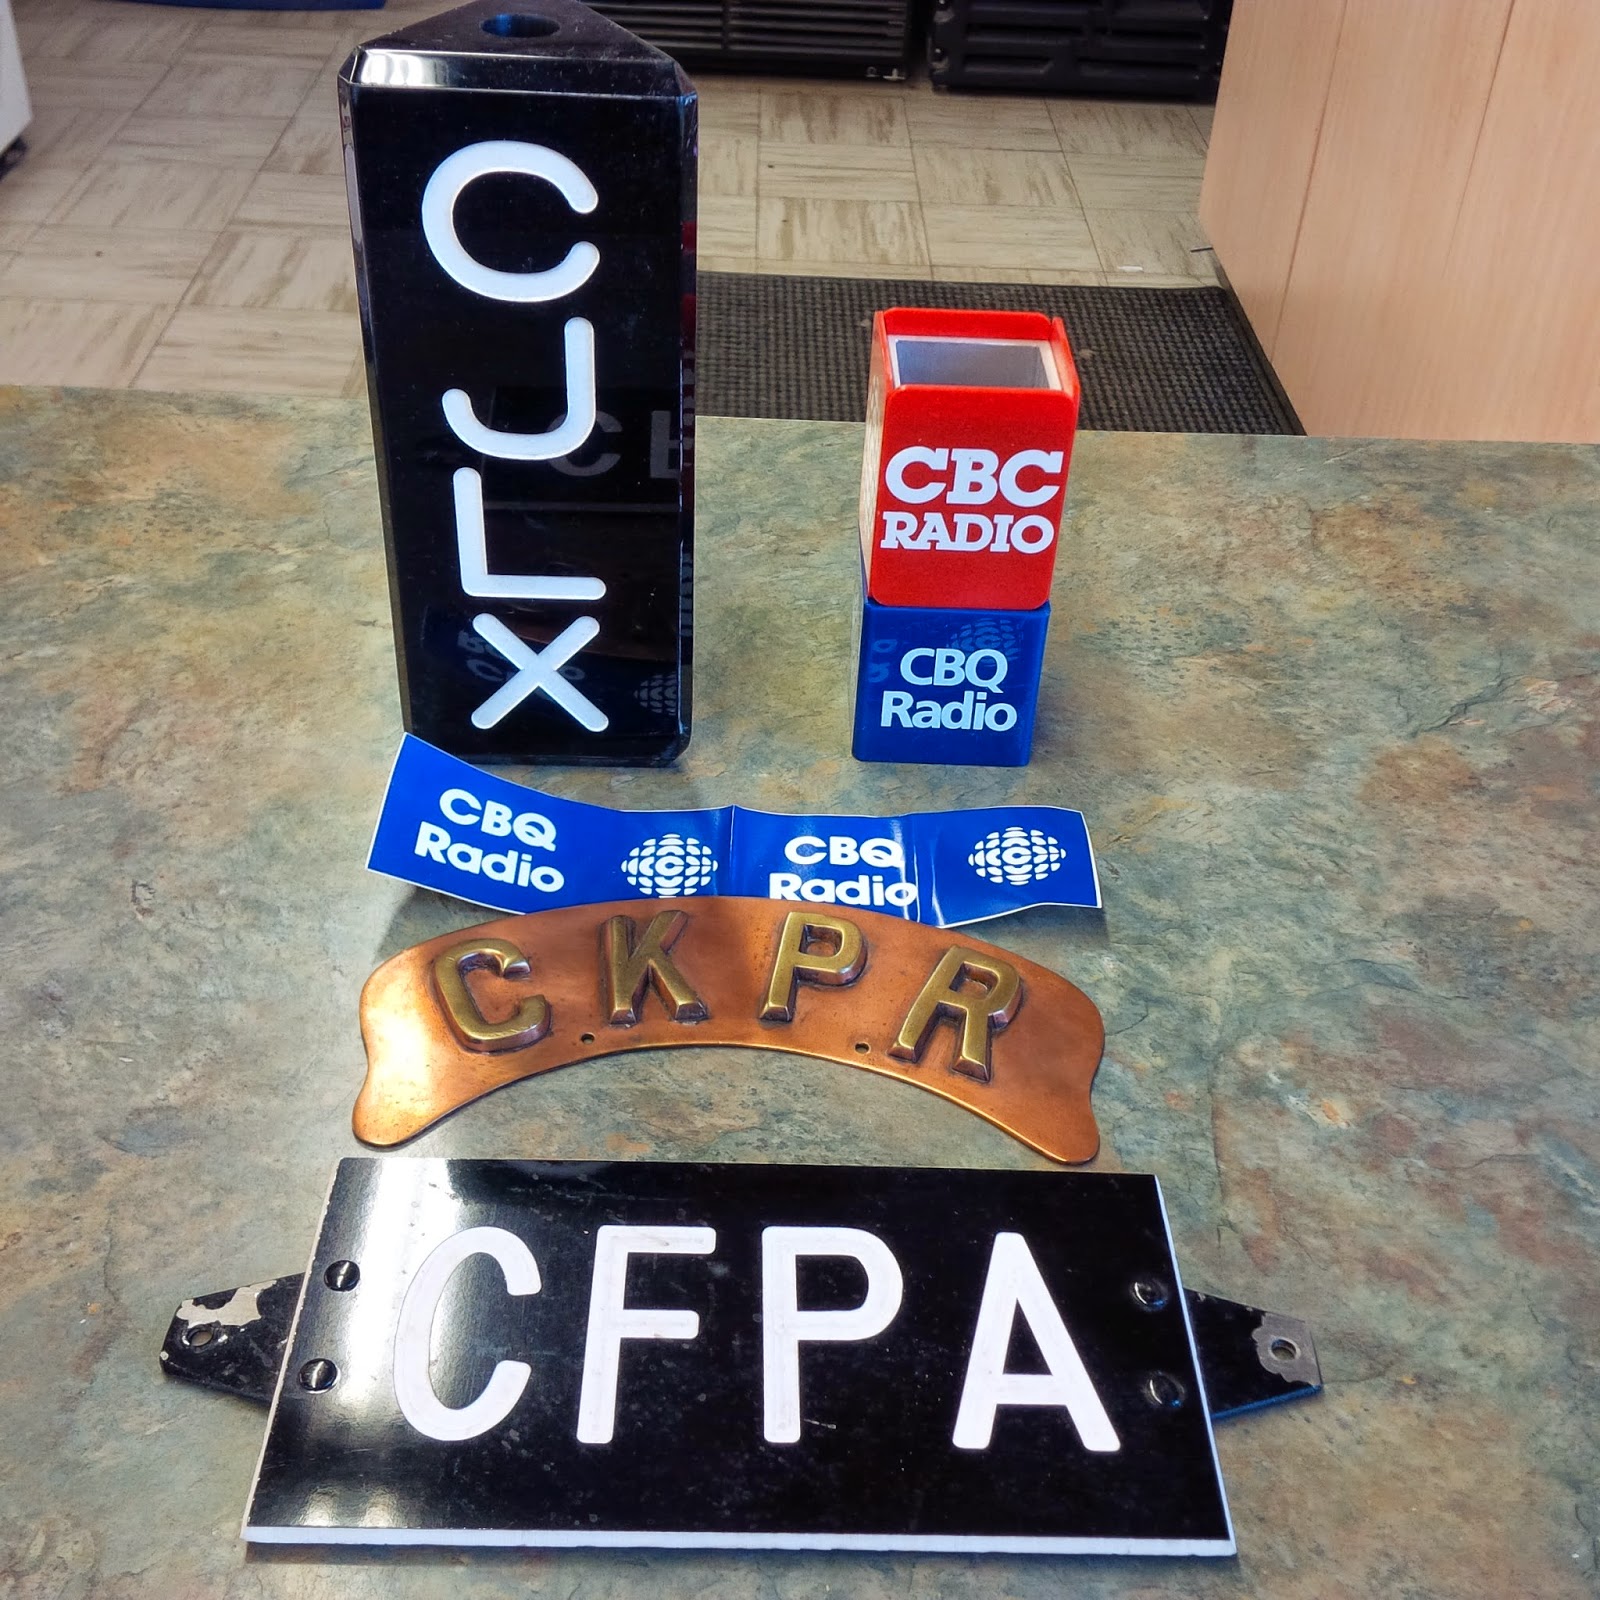 C
J
L
X
CBC
RADIO
CBQ
Radio
CBQ
Radio
CBQ
Radio
CKPR
CFPA